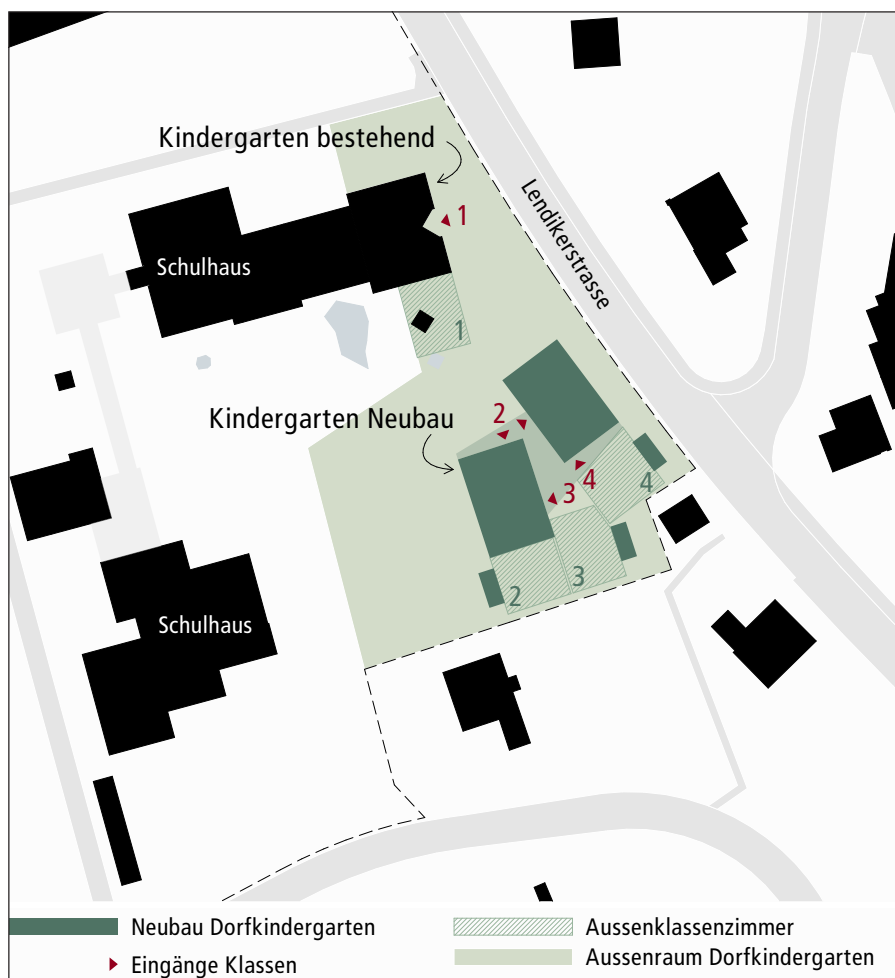 Kindergarten bestehend
1
Lendikerstrasse
Schulhaus
1
Kindergarten Neubau
2
4
3
4
3
2
Schulhaus
Neubau Dorfkindergarten
Aussenklassenzimmer
Eingänge Klassen
Aussenraum Dorfkindergarten